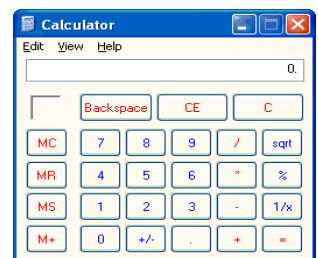 Calculator
Edit View Help
0.
Backspace CE C
MC 7 8 9 / sqrt
MR 4 5 6 * %
MS 1 2 3 - 1/x
M+ 0 +/- . + =